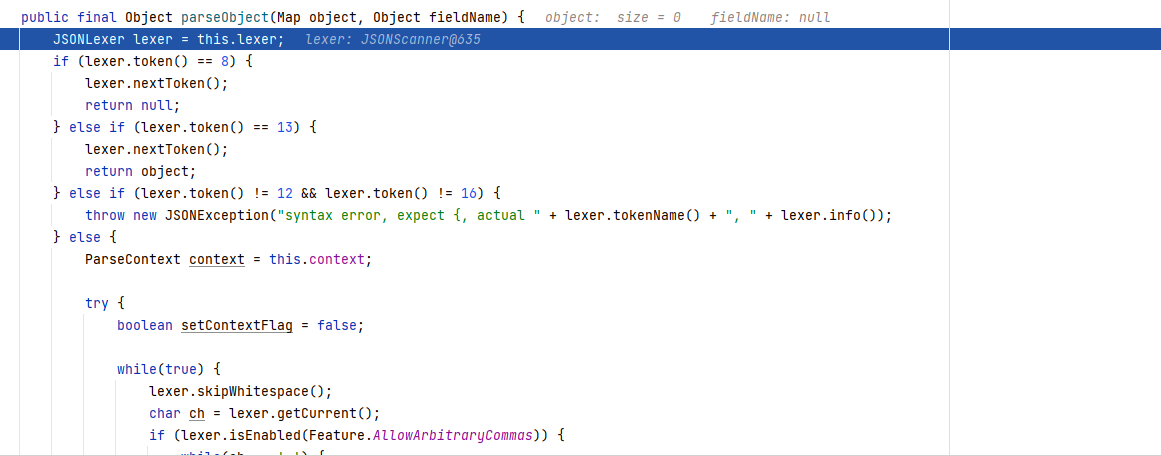 public final Object parseObject(Map object, Object fieldName) {   object:  size = 0    fieldName: null
    JSONLexer lexer = this.lexer;   lexer: JSONScanner@635
    if (lexer.token() == 8) {
        lexer.nextToken();
        return null;
    } else if (lexer.token() == 13) {
        lexer.nextToken();
        return object;
    } else if (lexer.token() != 12 && lexer.token() != 16) {
        throw new JSONException("syntax error, expect {, actual " + lexer.tokenName() + ", " + lexer.info());
    } else {
        ParseContext context = this.context;
        try {
            boolean setContextFlag = false;
            while(true) {
                lexer.skipWhitespace();
                char ch = lexer.getCurrent();
                if (lexer.isEnabled(Feature.AllowArbitraryCommas)) {